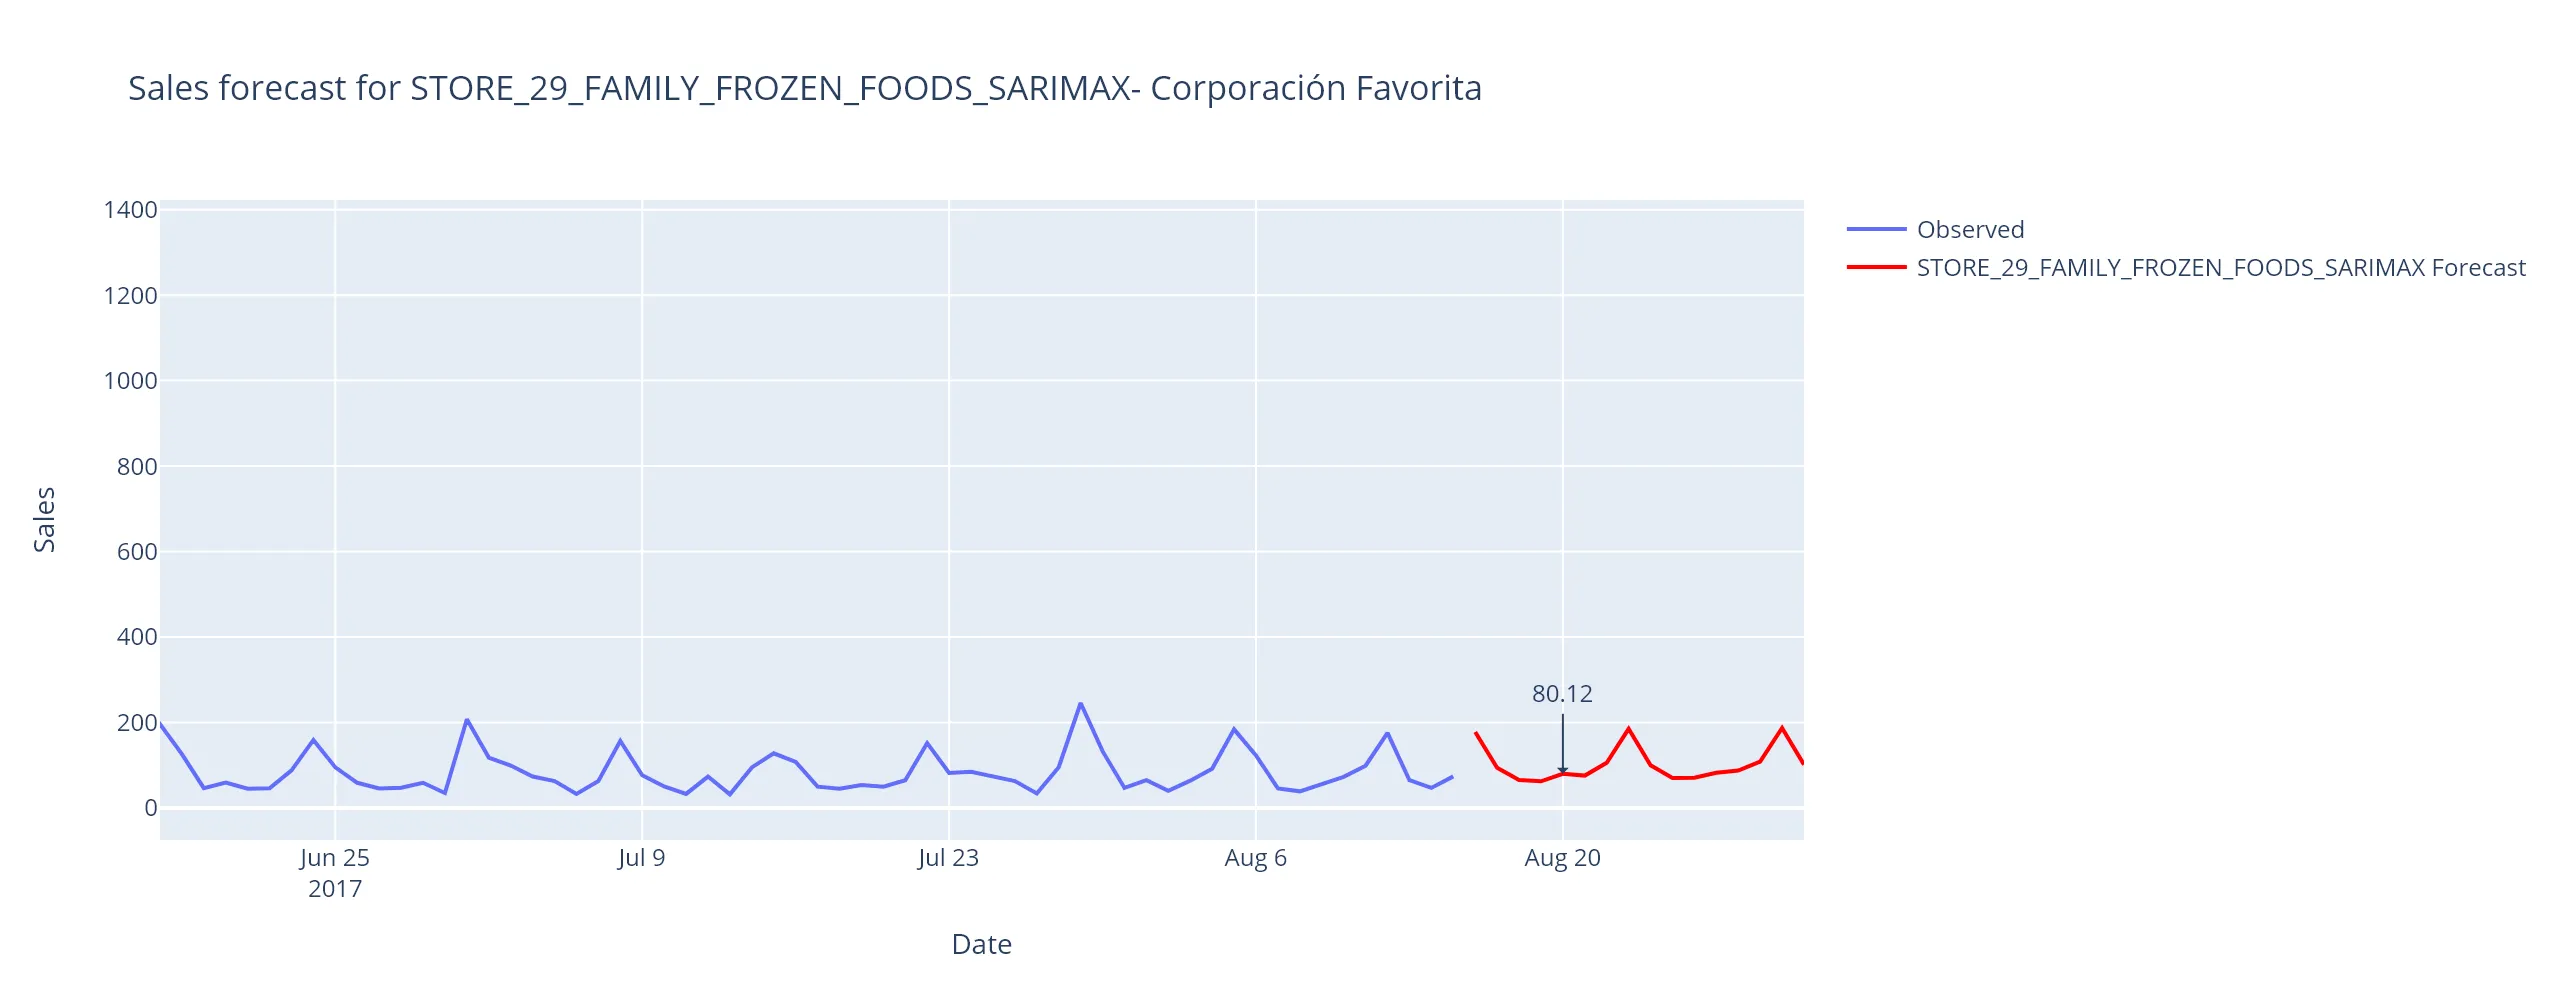 Sales forecast for STORE_29_FAMILY_FROZEN_FOODS_SARIMAX- Corporación Favorita
Observed
STORE_29_FAMILY_FROZEN_FOODS_SARIMAX Forecast
1400
1200
1000
800
600
400
200
0
Sales
80.12
Jun 25
2017
Jul 9
Jul 23
Aug 6
Aug 20
Date